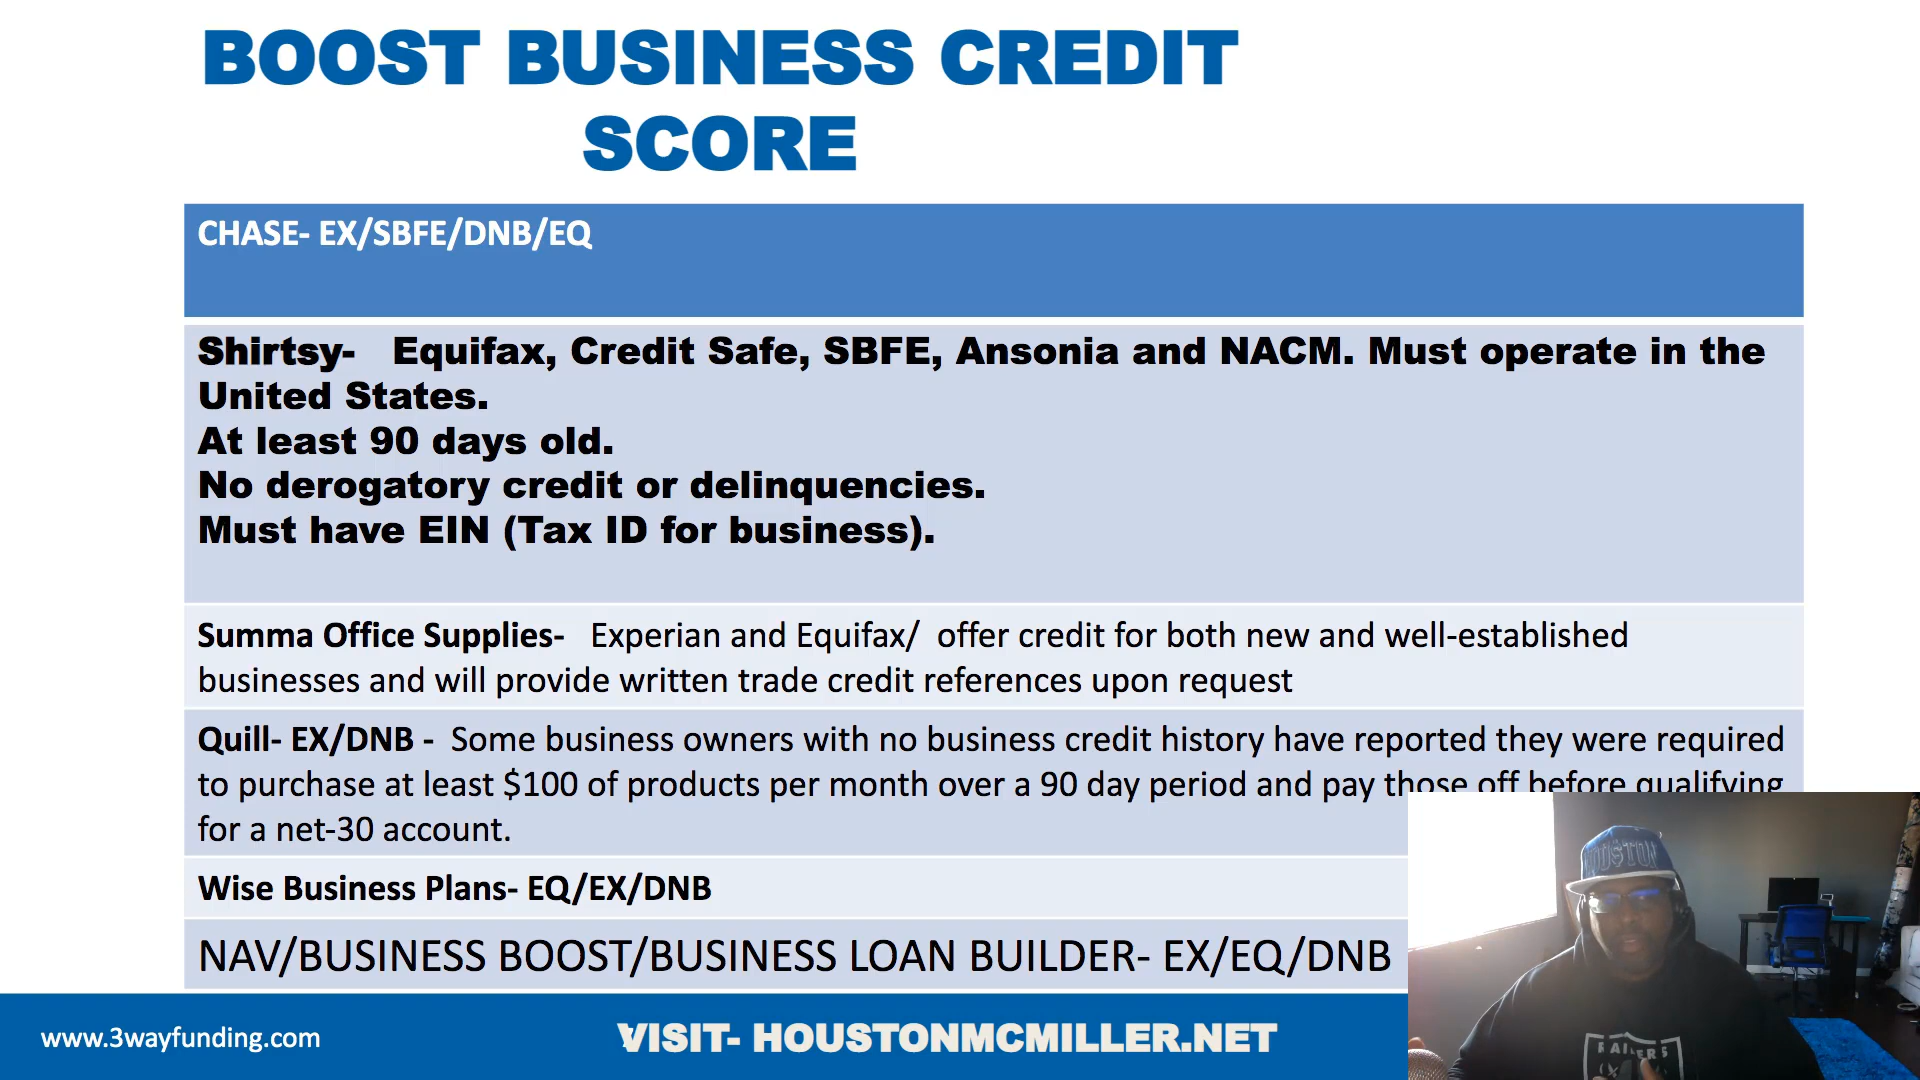 BOOST BUSINESS CREDIT
SCORE
CHASE- EX/SBFE/DNB/EQ
Shirtsy- Equifax, Credit Safe, SBFE, Ansonia and NACM. Must operate in the
United States.
At least 90 days old.
No derogatory credit or delinquencies.
Must have EIN (Tax ID for business).
Summa Office Supplies- Experian and Equifax/ offer credit for both new and well-established
businesses and will provide written trade credit references upon request
Quill- EX/DNB - Some business owners with no business credit history have reported they were required
to purchase at least $100 of products per month over a 90 day period and pay those off before qualifying
for a net-30 account.
Wise Business Plans- EQ/EX/DNB
NAV/BUSINESS BOOST/BUSINESS LOAN BUILDER- EX/EQ/DNB
www.3wayfunding.com
VISIT- HOUSTONMCMILLER.NET
HOUSTON
RAIDERS